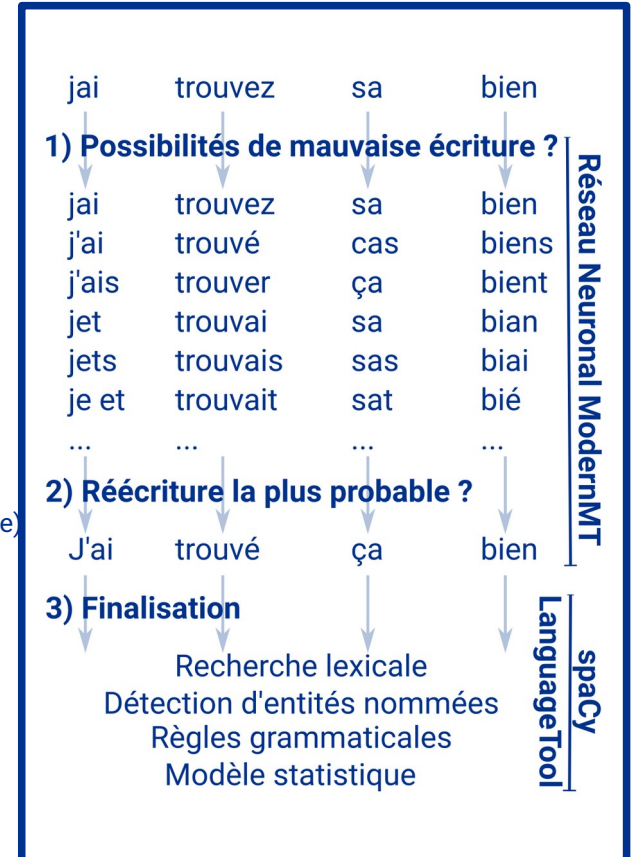 jai trouvez sa bien
1) Possibilités de mauvaise écriture ?
jai trouvez sa bien
j'ai trouvé cas biens
j'ais trouver ça bient
jet trouvai sa bian
jets trouvais sas biai
je et trouvait sat bié
... ... ... ...
2) Réécriture la plus probable ?
e)
J'ai trouvé ça bien
Réseau Neuronal ModernMT
3) Finalisation
Recherche lexicale
Détection d'entités nommées
Règles grammaticales
Modèle statistique
spaCy
LanguageTool